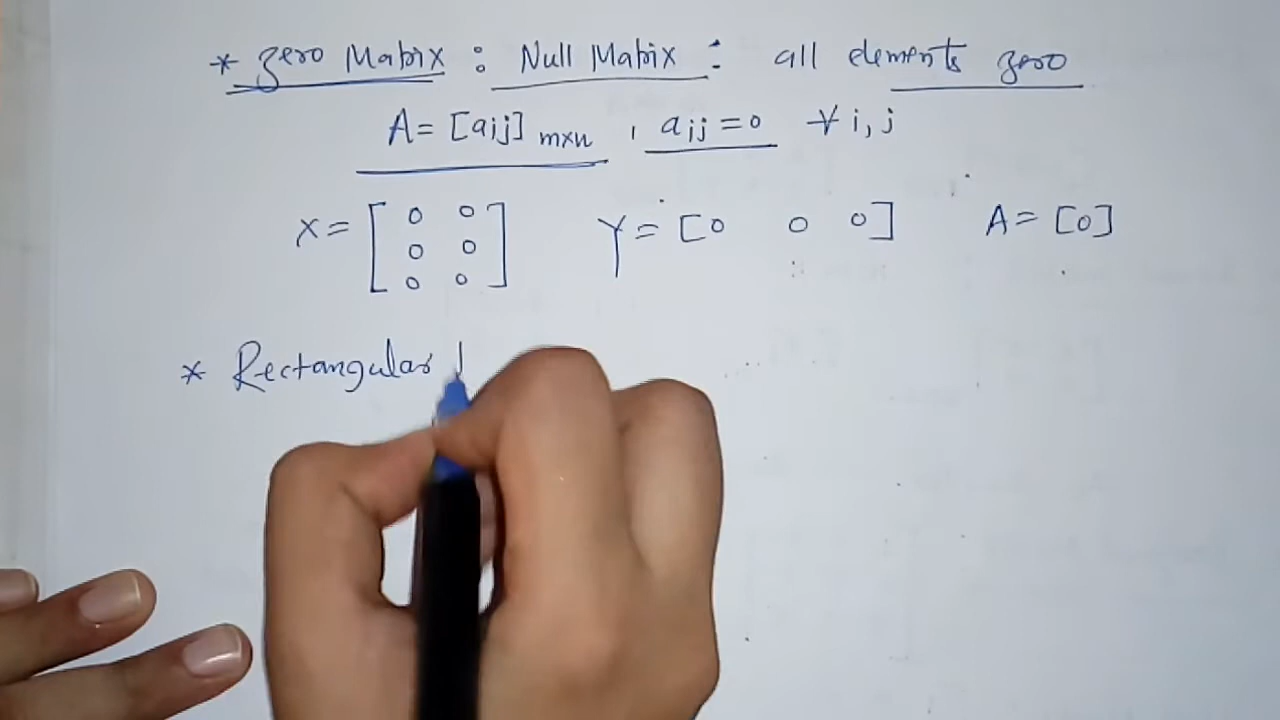 * Zero Matrix : Null Matrix : all elements zero
A = [aij] m×n , aij = 0 ∀ i, j
X = [ 0 0
0 0
0 0 ] Y = [0 0 0] A = [0]
* Rectangular